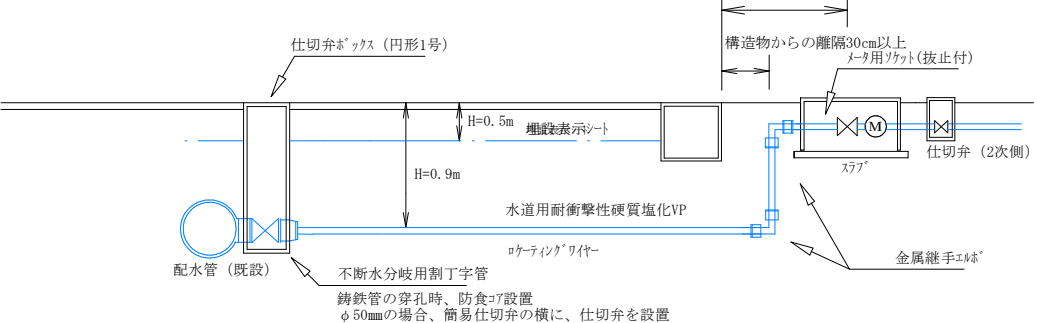 仕切弁ﾎﾞｯｸｽ（円形1号）
構造物からの離隔30cm以上
ﾒｰﾀ用ｿｹｯﾄ(抜止付)
H=0.5m
埋設表示シート
M
仕切弁（2次側）
ｽﾗﾌﾞ
H=0.9m
水道用耐衝撃性硬質塩化VP
ﾛｹｰﾃｨﾝｸﾞﾜｲﾔｰ
金属継手ｴﾙﾎﾞ
配水管（既設）
不断水分岐用割丁字管
鋳鉄管の穿孔時、防食ｺｱ設置
φ50mmの場合、簡易仕切弁の横に、仕切弁を設置